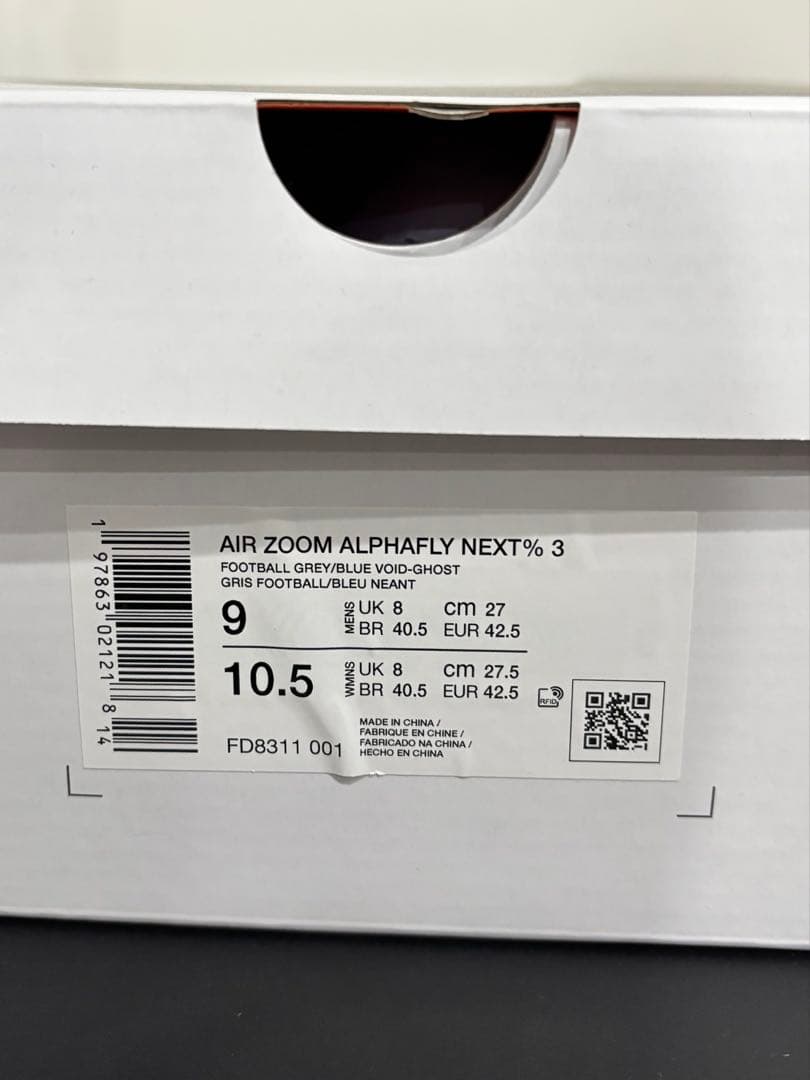 AIR ZOOM ALPHAFLY NEXT% 3
FOOTBALL GREY/BLUE VOID-GHOST
GRIS FOOTBALL/BLEU NEANT
9 MENS UK 8 cm 27
BR 40.5 EUR 42.5
10.5 WMNS UK 8 cm 27.5
BR 40.5 EUR 42.5
RFID
FD8311 001
MADE IN CHINA /
FABRIQUE EN CHINE /
FABRICADO NA CHINA /
HECHO EN CHINA
1 97863 02121 8 14